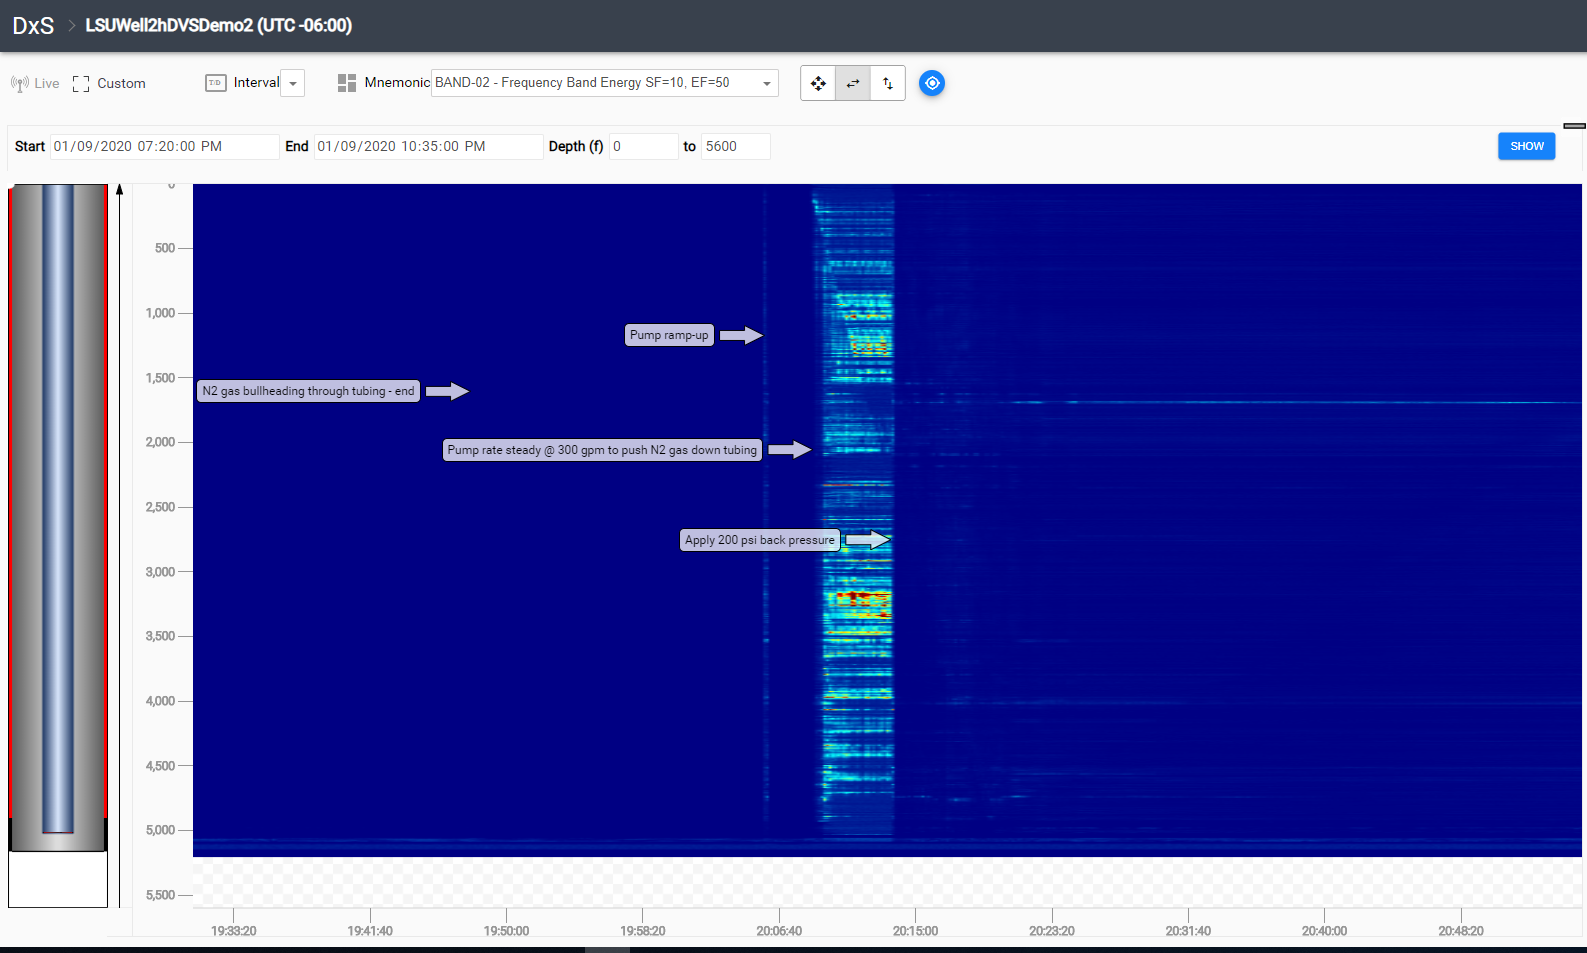 DxS > LSUWell2hDVSDemo2 (UTC -06:00)
Live Custom T/D Interval Mnemonic BAND-02 - Frequency Band Energy SF=10, EF=50
Start 01/09/2020 07:20:00 PM End 01/09/2020 10:35:00 PM Depth (f) 0 to 5600 SHOW
0
500
1,000
Pump ramp-up
1,500
N2 gas bullheading through tubing - end
2,000
Pump rate steady @ 300 gpm to push N2 gas down tubing
2,500
Apply 200 psi back pressure
3,000
3,500
4,000
4,500
5,000
5,500
19:33:20 19:41:40 19:50:00 19:58:20 20:06:40 20:15:00 20:23:20 20:31:40 20:40:00 20:48:20